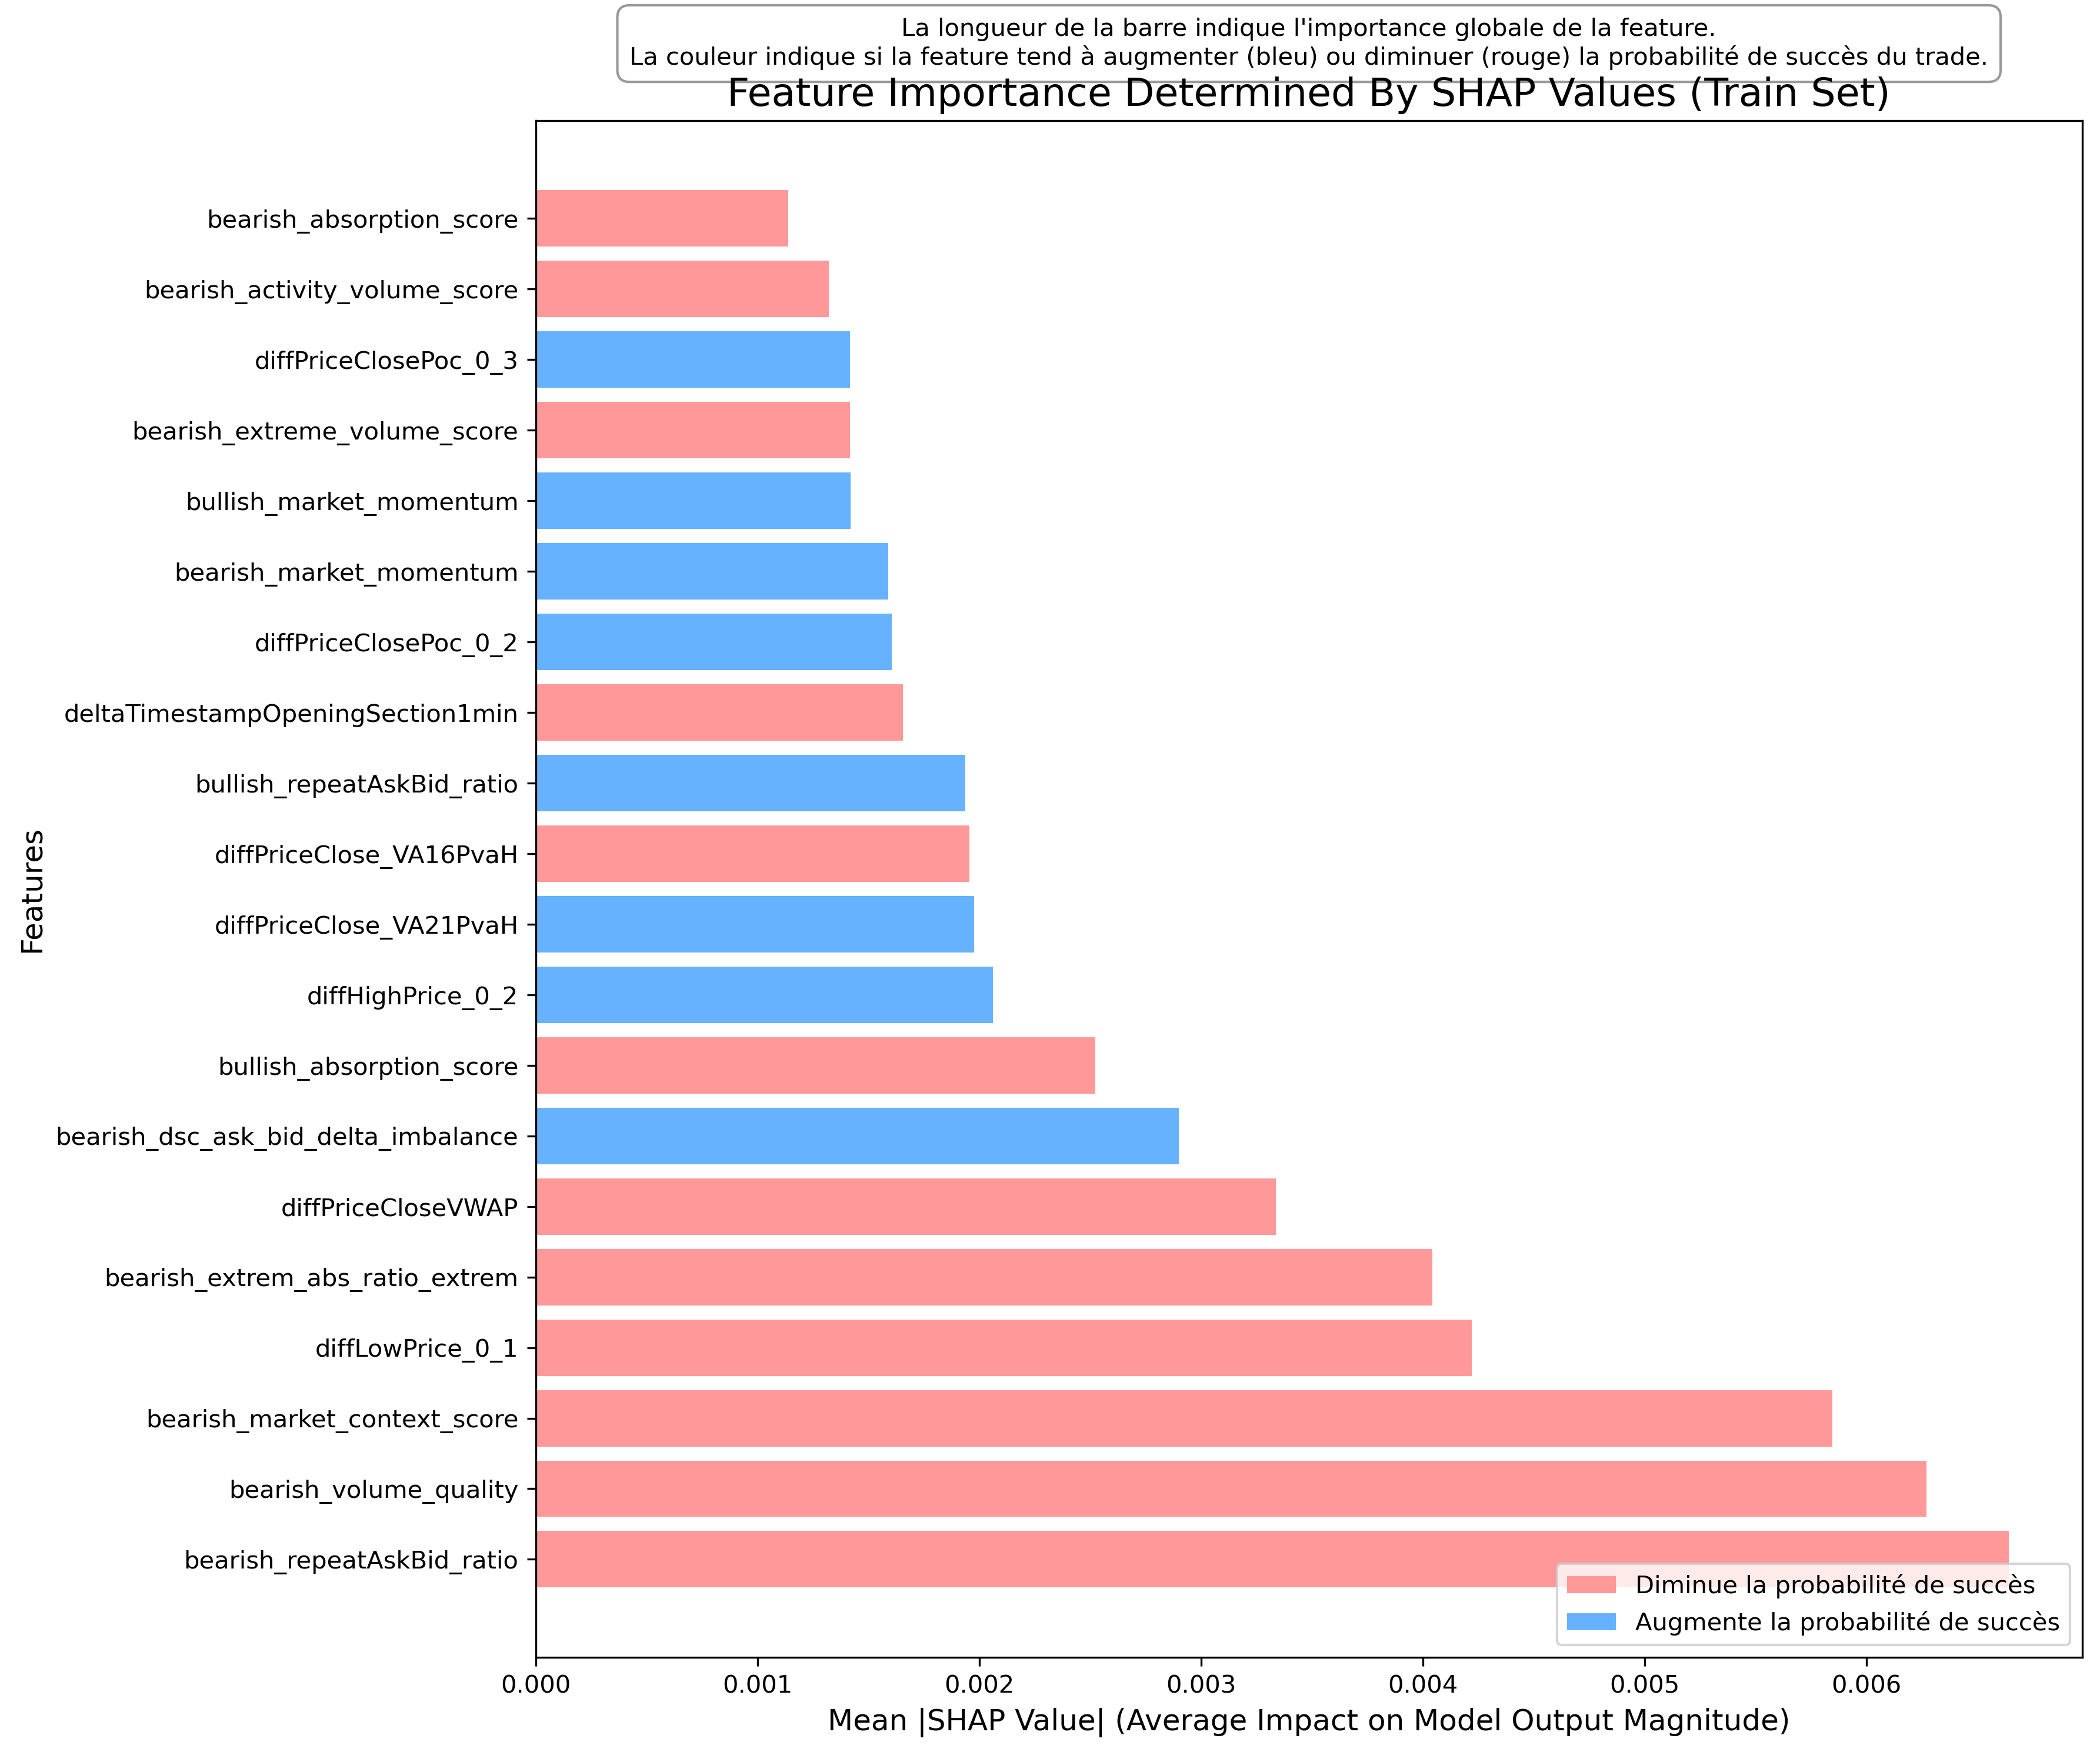 La longueur de la barre indique l'importance globale de la feature.
La couleur indique si la feature tend à augmenter (bleu) ou diminuer (rouge) la probabilité de succès du trade.
Feature Importance Determined By SHAP Values (Train Set)
bearish_absorption_score
bearish_activity_volume_score
diffPriceClosePoc_0_3
bearish_extreme_volume_score
bullish_market_momentum
bearish_market_momentum
diffPriceClosePoc_0_2
deltaTimestampOpeningSection1min
bullish_repeatAskBid_ratio
diffPriceClose_VA16PvaH
diffPriceClose_VA21PvaH
diffHighPrice_0_2
bullish_absorption_score
bearish_dsc_ask_bid_delta_imbalance
diffPriceCloseVWAP
bearish_extrem_abs_ratio_extrem
diffLowPrice_0_1
bearish_market_context_score
bearish_volume_quality
bearish_repeatAskBid_ratio
Features
Diminue la probabilité de succès
Augmente la probabilité de succès
0.000 0.001 0.002 0.003 0.004 0.005 0.006
Mean |SHAP Value| (Average Impact on Model Output Magnitude)